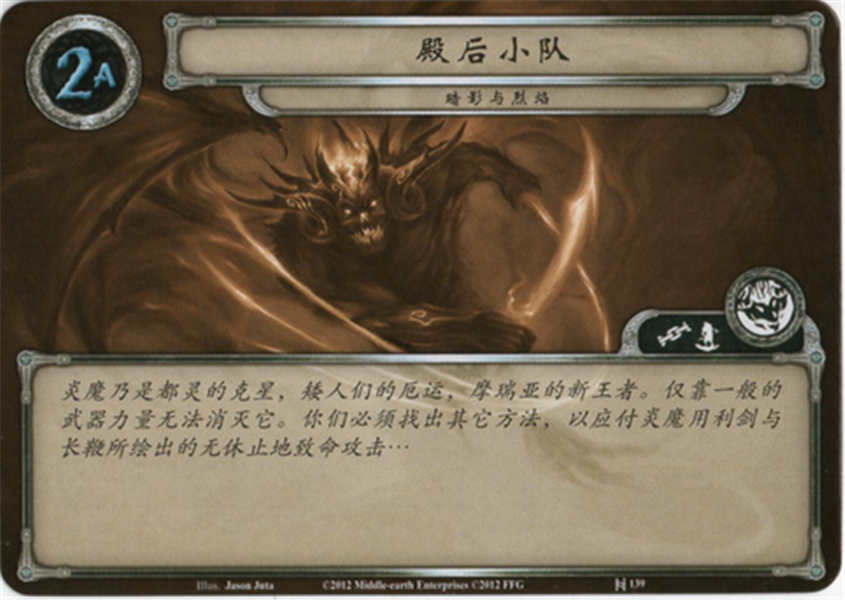 2A
殿后小队
暗影与烈焰
炎魔乃是都灵的克星，矮人们的厄运，摩瑞亚的新王者。仅靠一般的
武器力量无法消灭它。你们必须找出其它方法，以应付炎魔用利剑与
长鞭所绘出的无休止地致命攻击…
Illus. Jason Juta ©2012 Middle-earth Enterprises ©2012 FFG 139